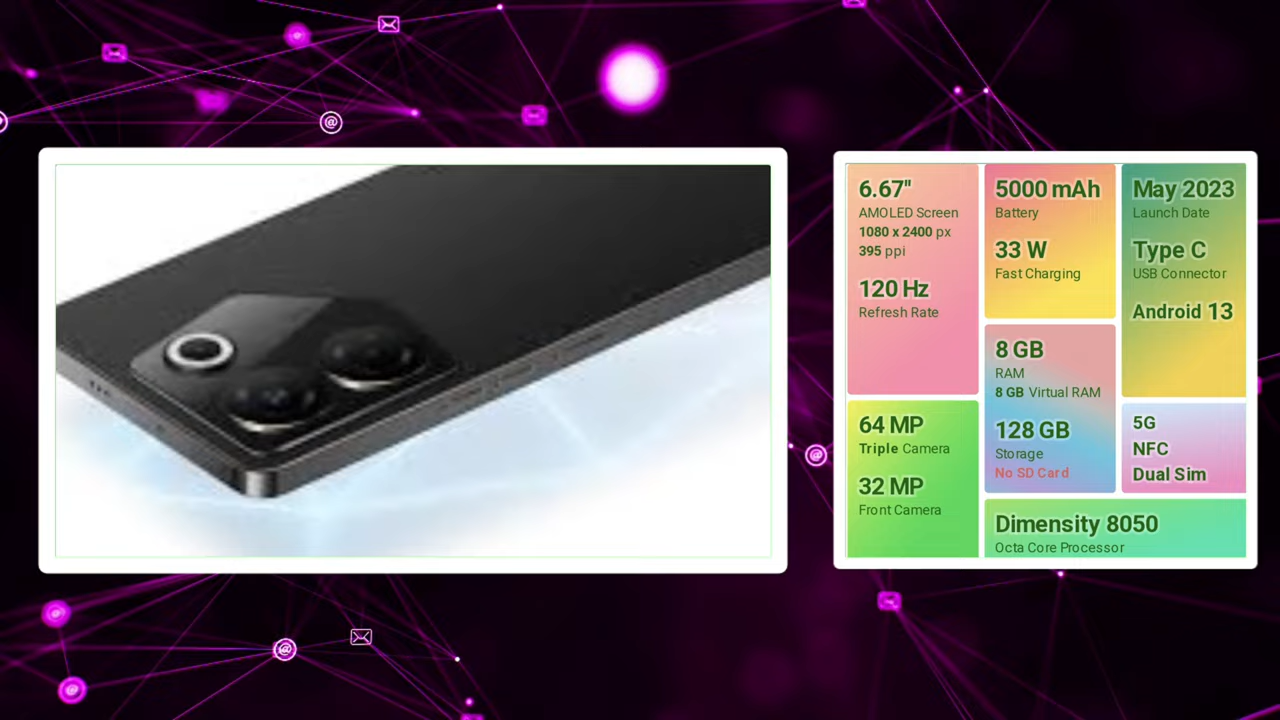 6.67"
AMOLED Screen
1080 x 2400 px
395 ppi
120 Hz
Refresh Rate
64 MP
Triple Camera
32 MP
Front Camera
5000 mAh
Battery
33 W
Fast Charging
8 GB
RAM
8 GB Virtual RAM
128 GB
Storage
No SD Card
May 2023
Launch Date
Type C
USB Connector
Android 13
5G
NFC
Dual Sim
Dimensity 8050
Octa Core Processor